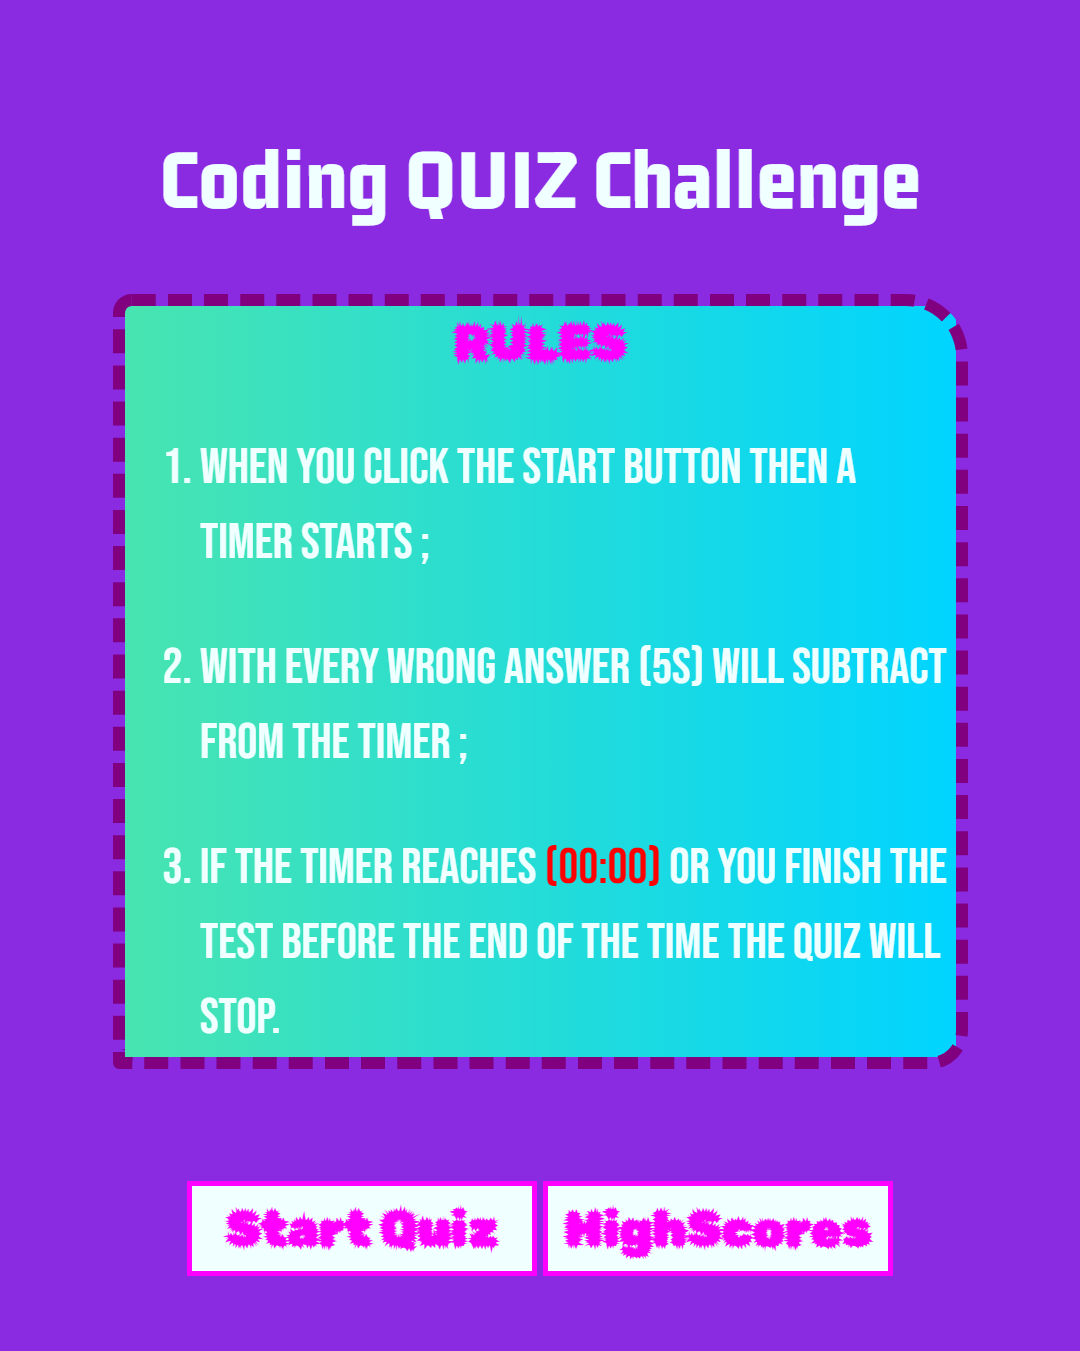 Coding QUIZ Challenge
RULES
1. WHEN YOU CLICK THE START BUTTON THEN A
TIMER STARTS ;
2. WITH EVERY WRONG ANSWER (5S) WILL SUBTRACT
FROM THE TIMER ;
3. IF THE TIMER REACHES (00:00) OR YOU FINISH THE
TEST BEFORE THE END OF THE TIME THE QUIZ WILL
STOP.
Start Quiz
HighScores